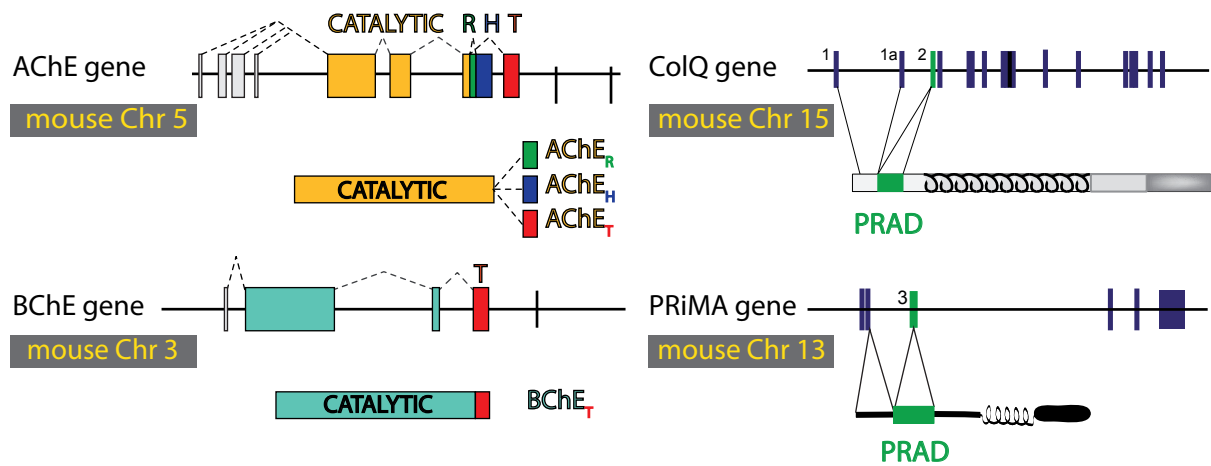 CATALYTIC R H T
AChE gene
mouse Chr 5
AChE_R
CATALYTIC AChE_H
AChE_T
T
BChE gene
mouse Chr 3
CATALYTIC BChE_T
1 1a 2
ColQ gene
mouse Chr 15
PRAD
3
PRiMA gene
mouse Chr 13
PRAD